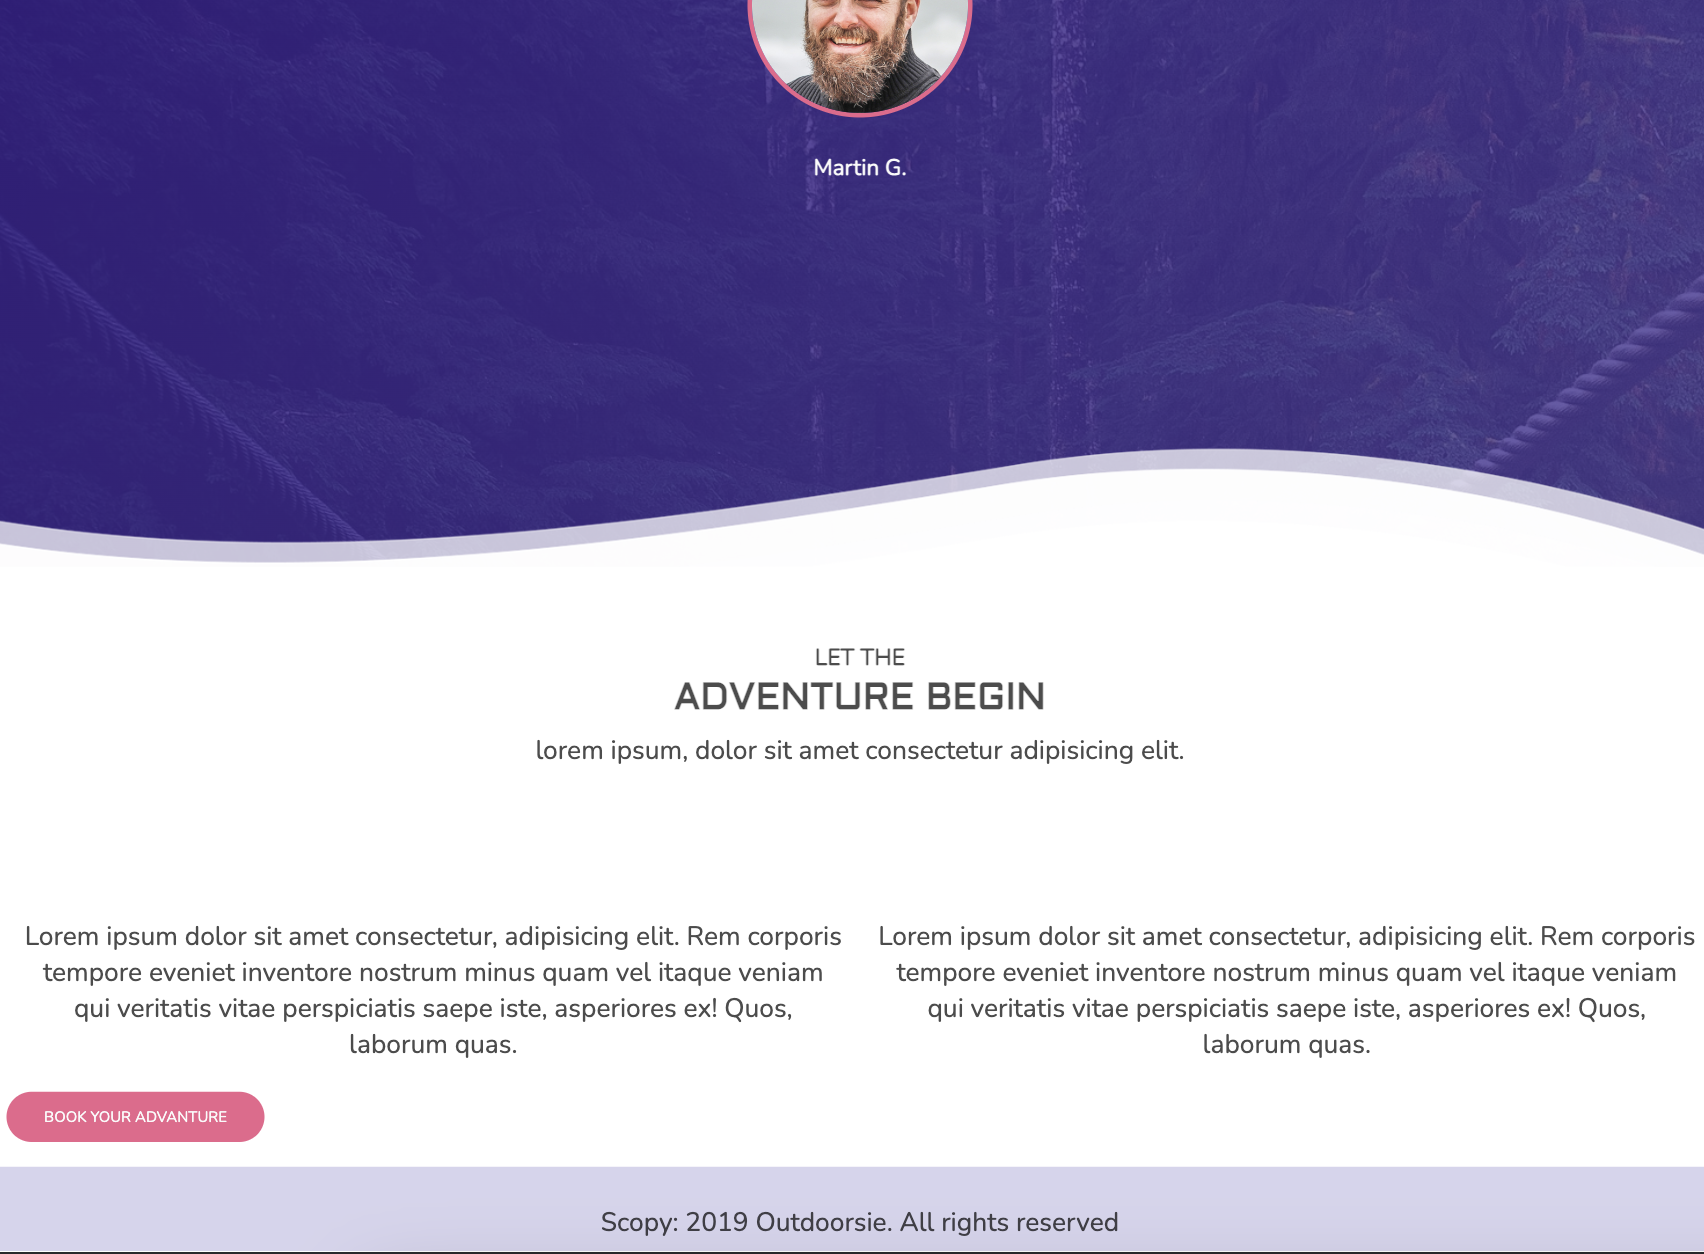 Martin G.
LET THE
ADVENTURE BEGIN
lorem ipsum, dolor sit amet consectetur adipisicing elit.
Lorem ipsum dolor sit amet consectetur, adipisicing elit. Rem corporis
tempore eveniet inventore nostrum minus quam vel itaque veniam
qui veritatis vitae perspiciatis saepe iste, asperiores ex! Quos,
laborum quas.
Lorem ipsum dolor sit amet consectetur, adipisicing elit. Rem corporis
tempore eveniet inventore nostrum minus quam vel itaque veniam
qui veritatis vitae perspiciatis saepe iste, asperiores ex! Quos,
laborum quas.
BOOK YOUR ADVANTURE
Scopy: 2019 Outdoorsie. All rights reserved